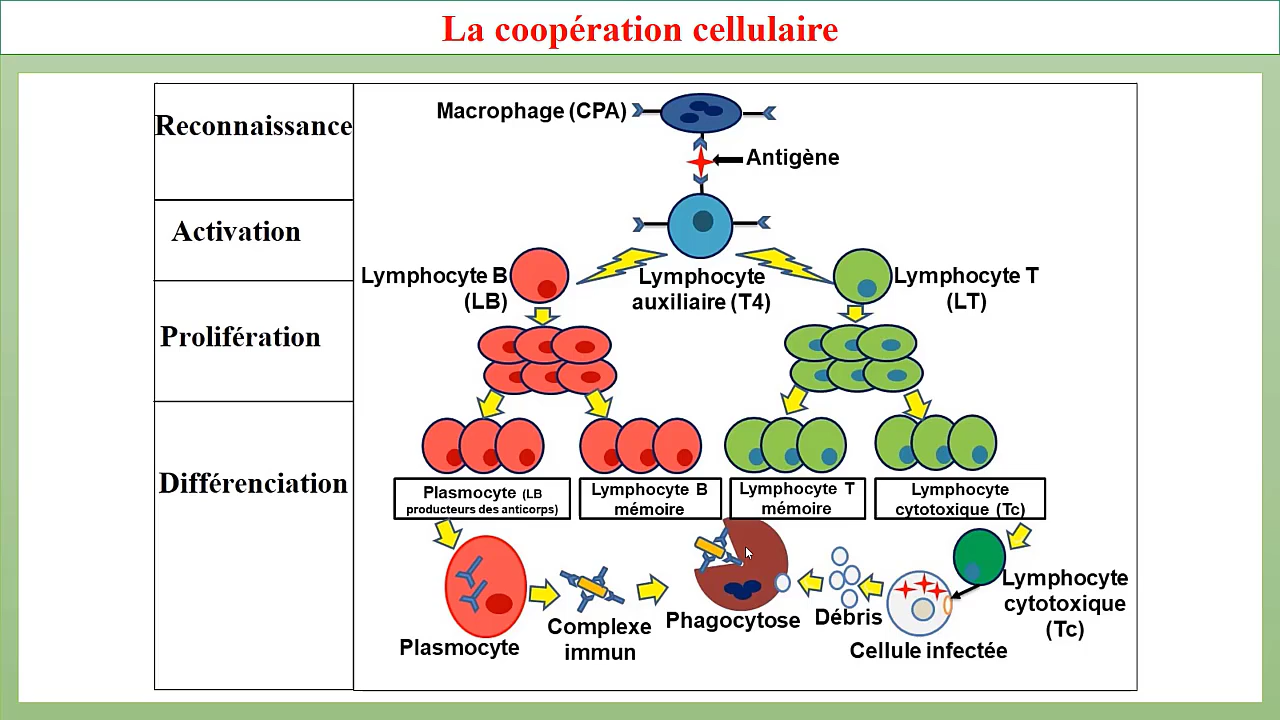 La coopération cellulaire
Reconnaissance
Macrophage (CPA)
Antigène
Activation
Lymphocyte B
(LB)
Lymphocyte
auxiliaire (T4)
Lymphocyte T
(LT)
Prolifération
Différenciation
Plasmocyte (LB
producteurs des anticorps)
Lymphocyte B
mémoire
Lymphocyte T
mémoire
Lymphocyte
cytotoxique (Tc)
Plasmocyte
Complexe
immun
Phagocytose
Débris
Cellule infectée
Lymphocyte
cytotoxique
(Tc)